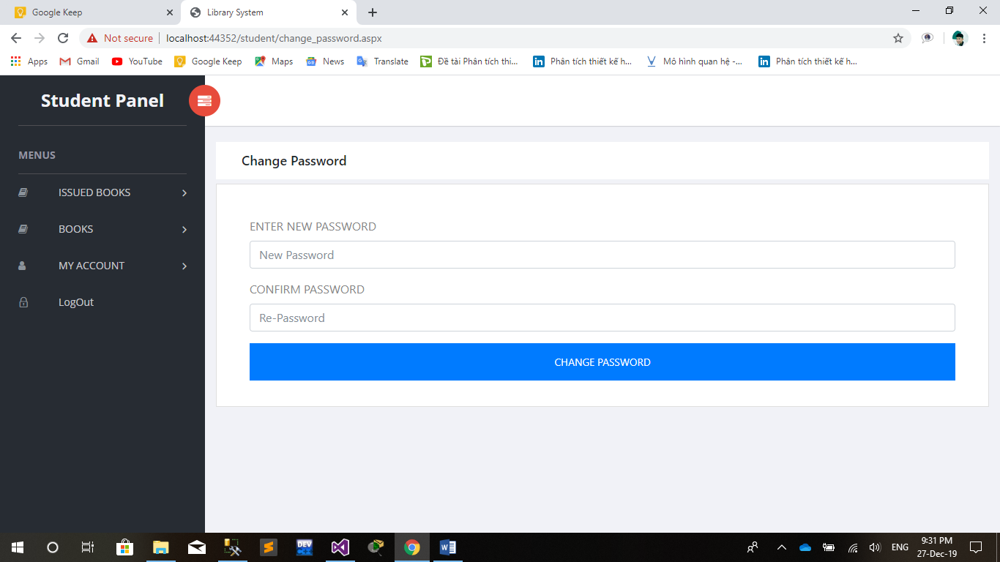 Google Keep
Library System
Not secure
localhost:44352/student/change_password.aspx
Apps
Gmail
YouTube
Google Keep
Maps
News
Translate
Đề tài Phân tích thi...
Phân tích thiết kế h...
Mô hình quan hệ -...
Phân tích thiết kế h...
Student Panel
MENUS
ISSUED BOOKS
BOOKS
MY ACCOUNT
LogOut
Change Password
ENTER NEW PASSWORD
New Password
CONFIRM PASSWORD
Re-Password
CHANGE PASSWORD
DEV
ENG
9:31 PM
27-Dec-19